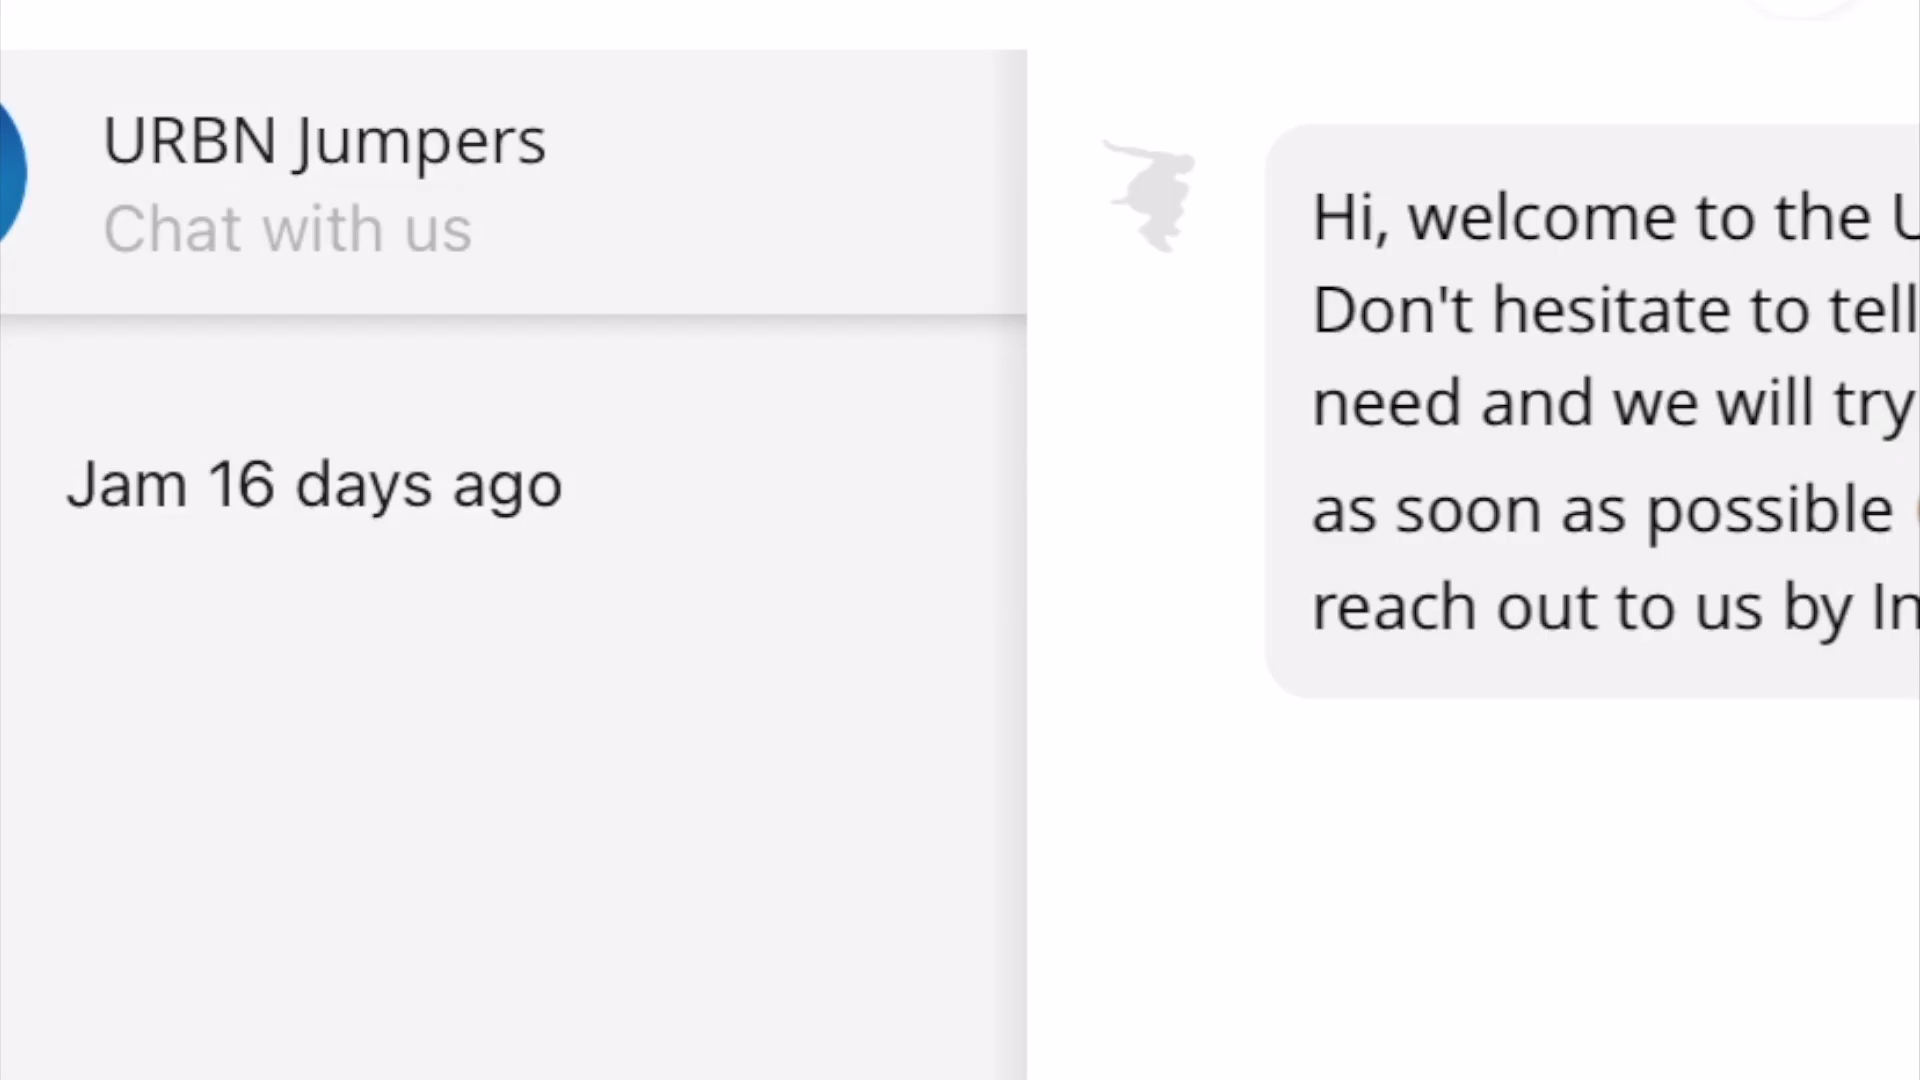 URBN Jumpers
Chat with us
Jam 16 days ago
Hi, welcome to the
Don't hesitate to tell
need and we will try
as soon as possible
reach out to us by